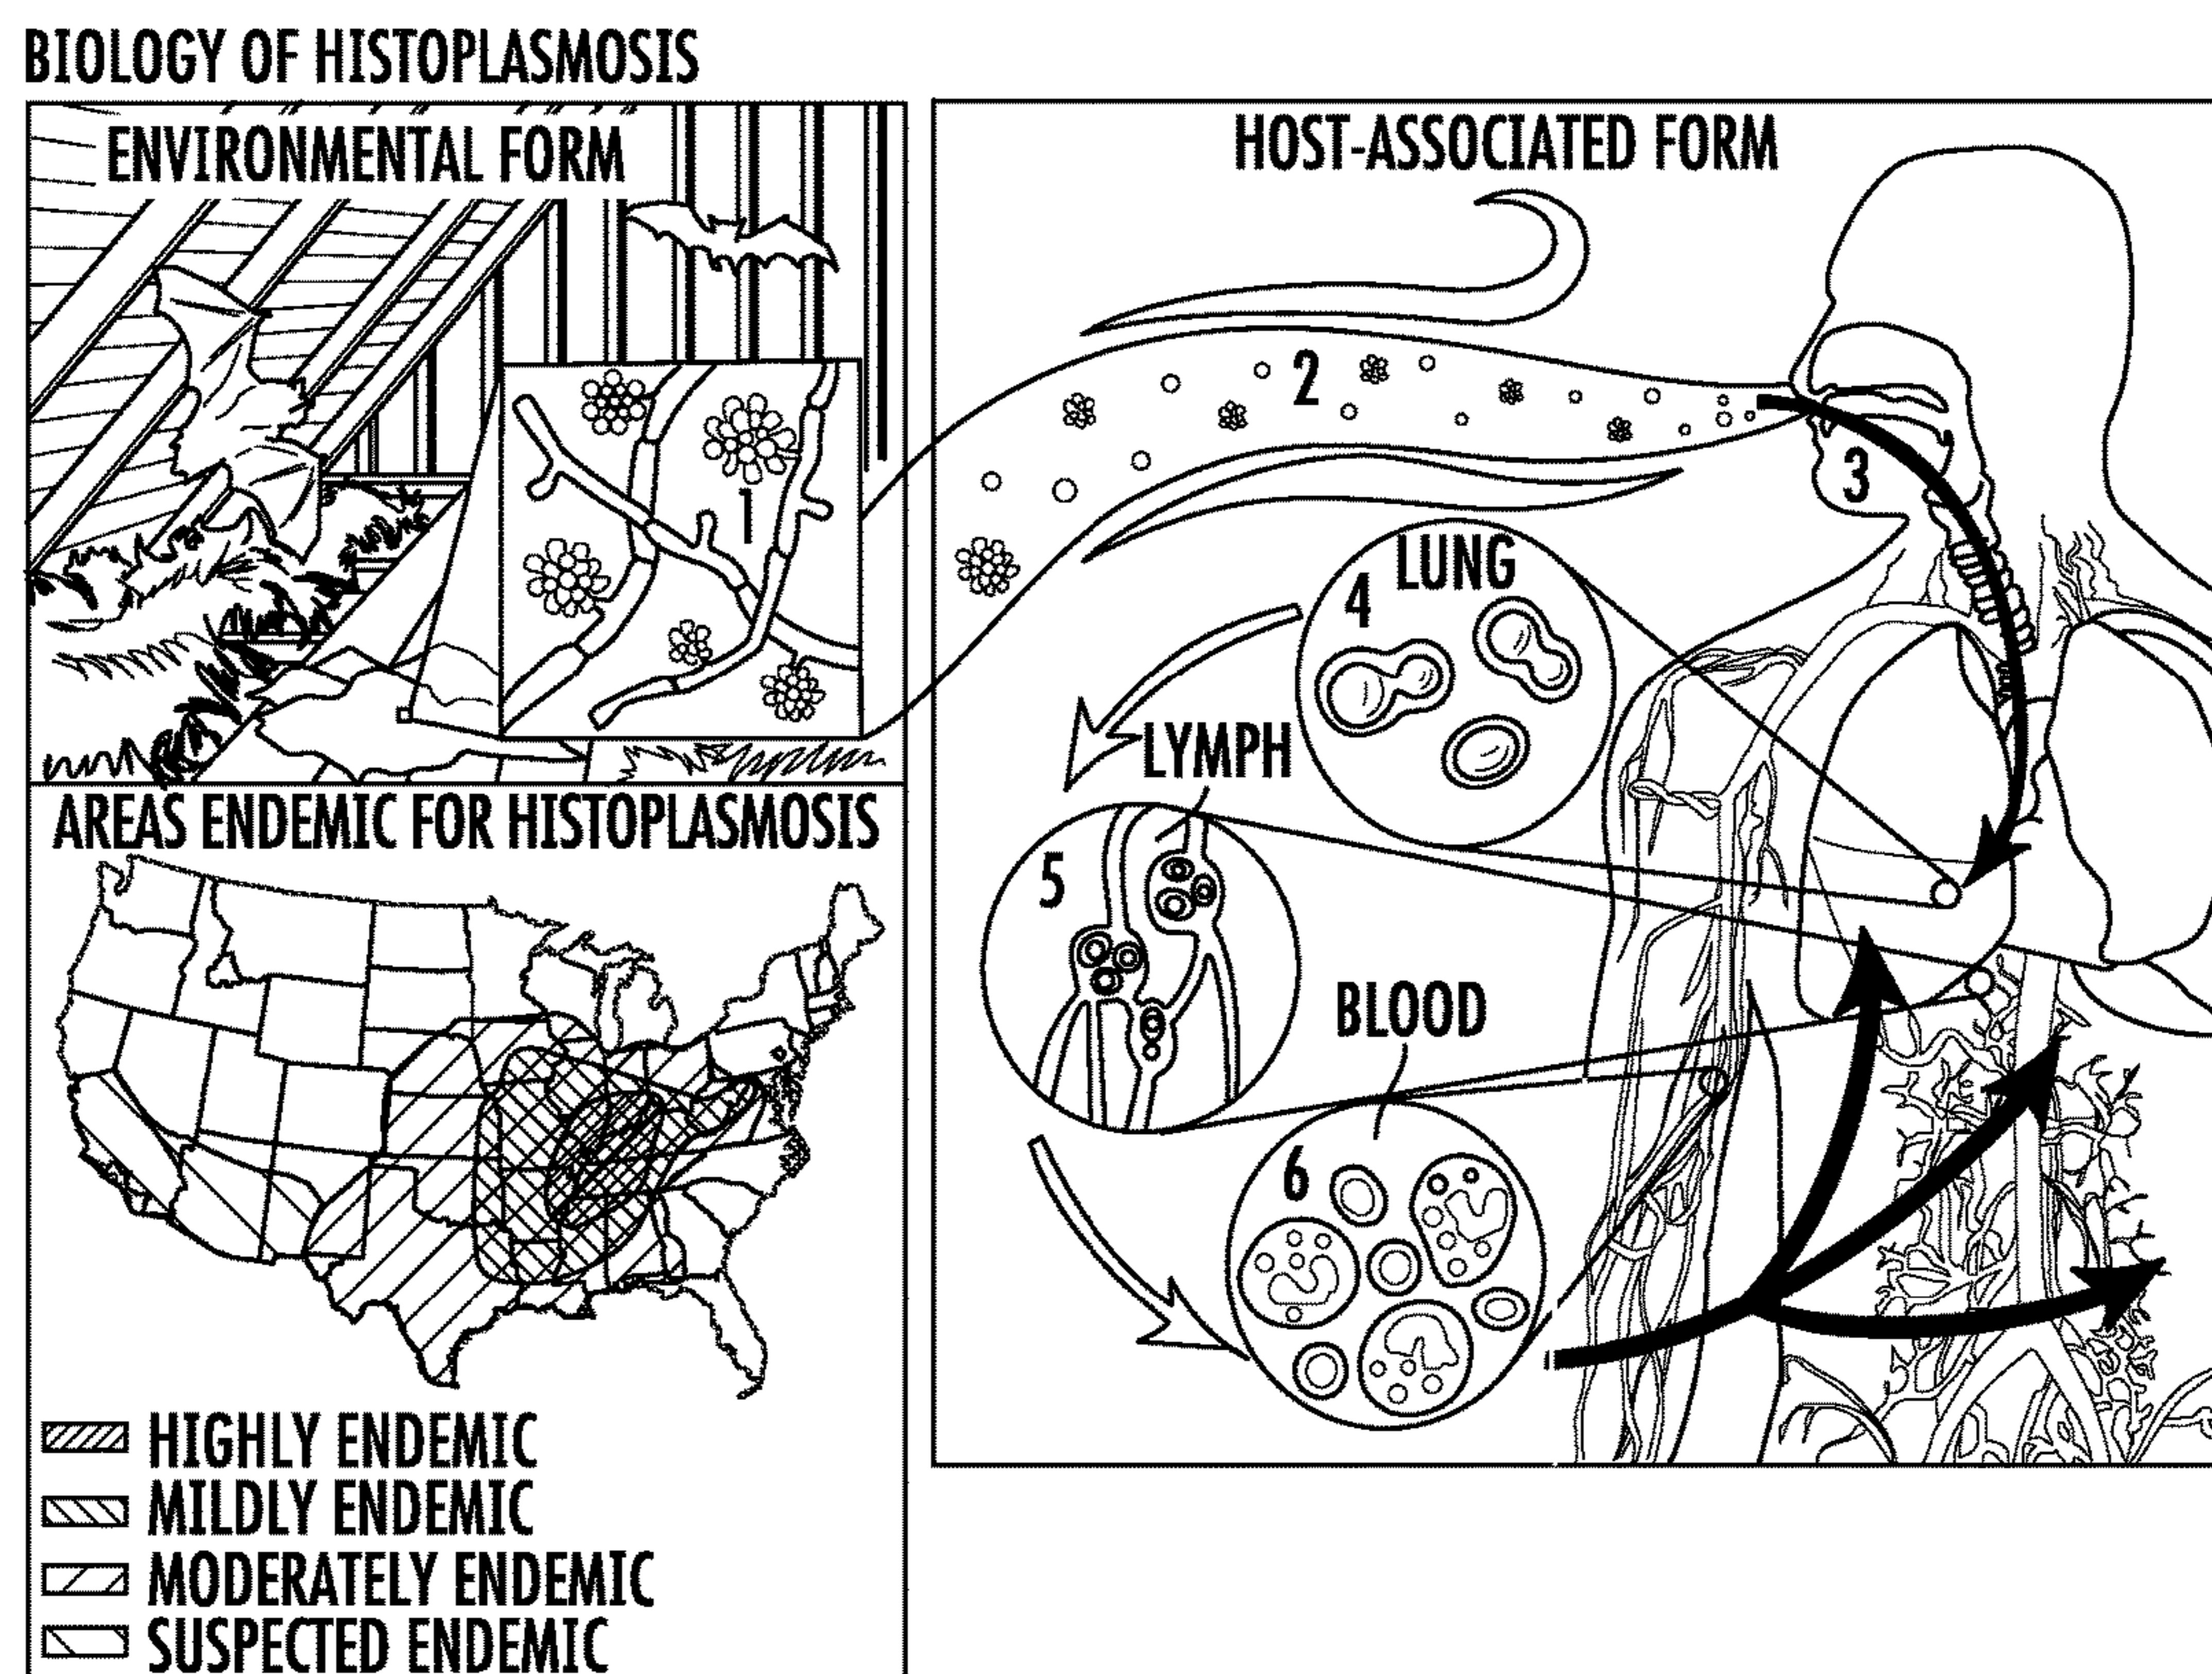 BIOLOGY OF HISTOPLASMOSIS
ENVIRONMENTAL FORM
1
AREAS ENDEMIC FOR HISTOPLASMOSIS
HIGHLY ENDEMIC
MILDLY ENDEMIC
MODERATELY ENDEMIC
SUSPECTED ENDEMIC
HOST-ASSOCIATED FORM
2
3
LUNG
4
LYMPH
5
BLOOD
6